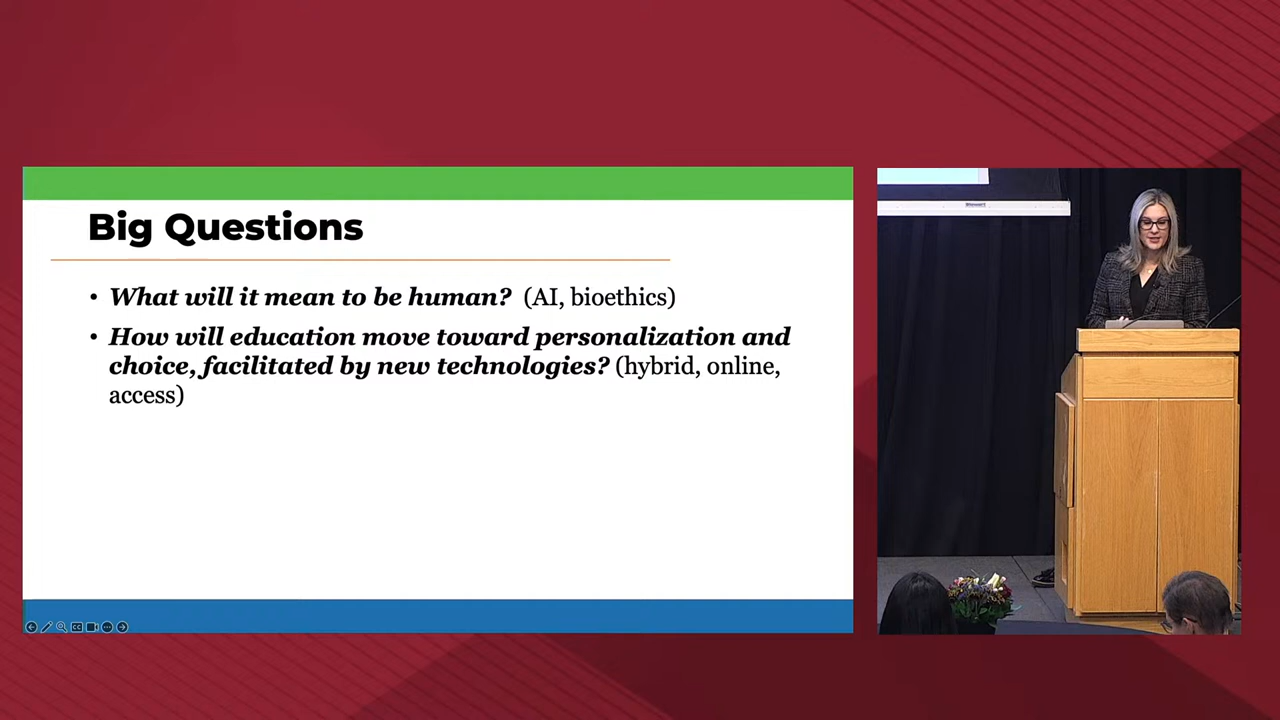 Big Questions
• What will it mean to be human? (AI, bioethics)
• How will education move toward personalization and
choice, facilitated by new technologies? (hybrid, online,
access)